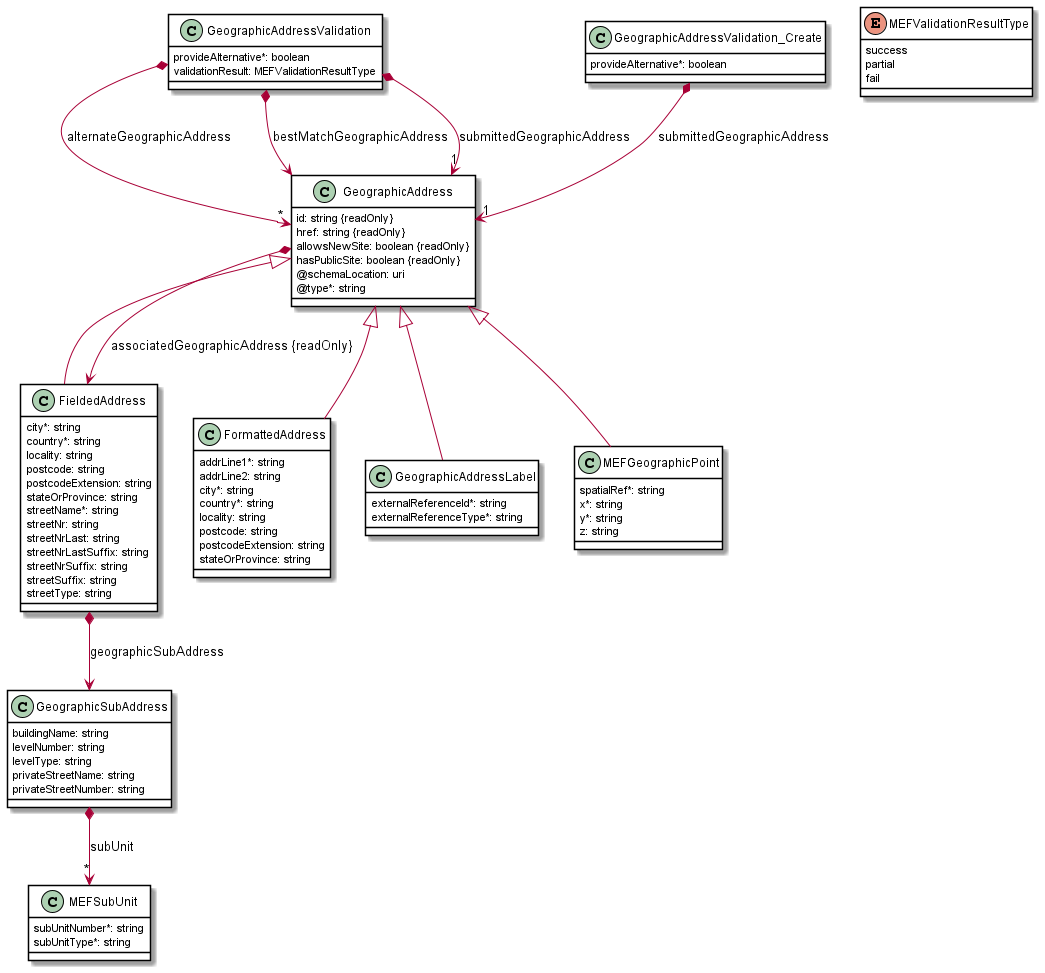 C GeographicAddressValidation
provideAlternative*: boolean
validationResult: MEFValidationResultType
C GeographicAddressValidation_Create
provideAlternative*: boolean
E MEFValidationResultType
success
partial
fail
alternateGeographicAddress
bestMatchGeographicAddress
submittedGeographicAddress
submittedGeographicAddress
1
*
1
C GeographicAddress
id: string {readOnly}
href: string {readOnly}
allowsNewSite: boolean {readOnly}
hasPublicSite: boolean {readOnly}
@schemaLocation: uri
@type*: string
associatedGeographicAddress {readOnly}
C FieldedAddress
city*: string
country*: string
locality: string
postcode: string
postcodeExtension: string
stateOrProvince: string
streetName*: string
streetNr: string
streetNrLast: string
streetNrLastSuffix: string
streetNrSuffix: string
streetSuffix: string
streetType: string
C FormattedAddress
addrLine1*: string
addrLine2: string
city*: string
country*: string
locality: string
postcode: string
postcodeExtension: string
stateOrProvince: string
C GeographicAddressLabel
externalReferenceId*: string
externalReferenceType*: string
C MEFGeographicPoint
spatialRef*: string
x*: string
y*: string
z: string
geographicSubAddress
C GeographicSubAddress
buildingName: string
levelNumber: string
levelType: string
privateStreetName: string
privateStreetNumber: string
subUnit
*
C MEFSubUnit
subUnitNumber*: string
subUnitType*: string